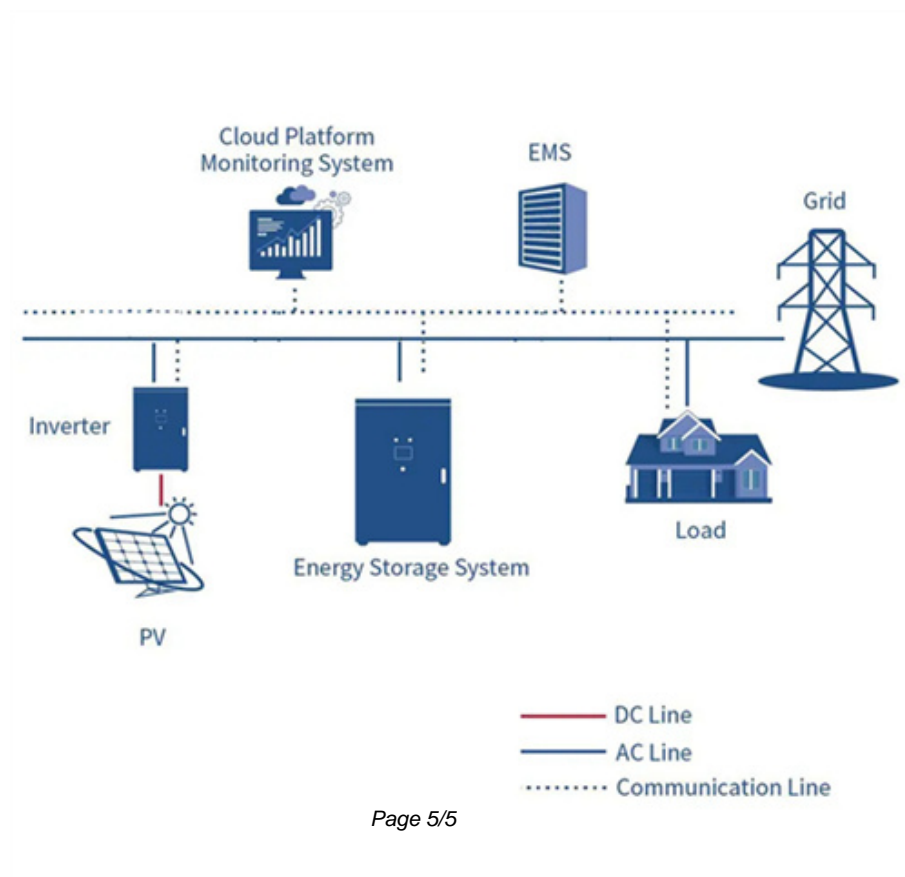 Cloud Platform
Monitoring System
EMS
Grid
Inverter
Load
Energy Storage System
PV
DC Line
AC Line
Communication Line
Page 5/5